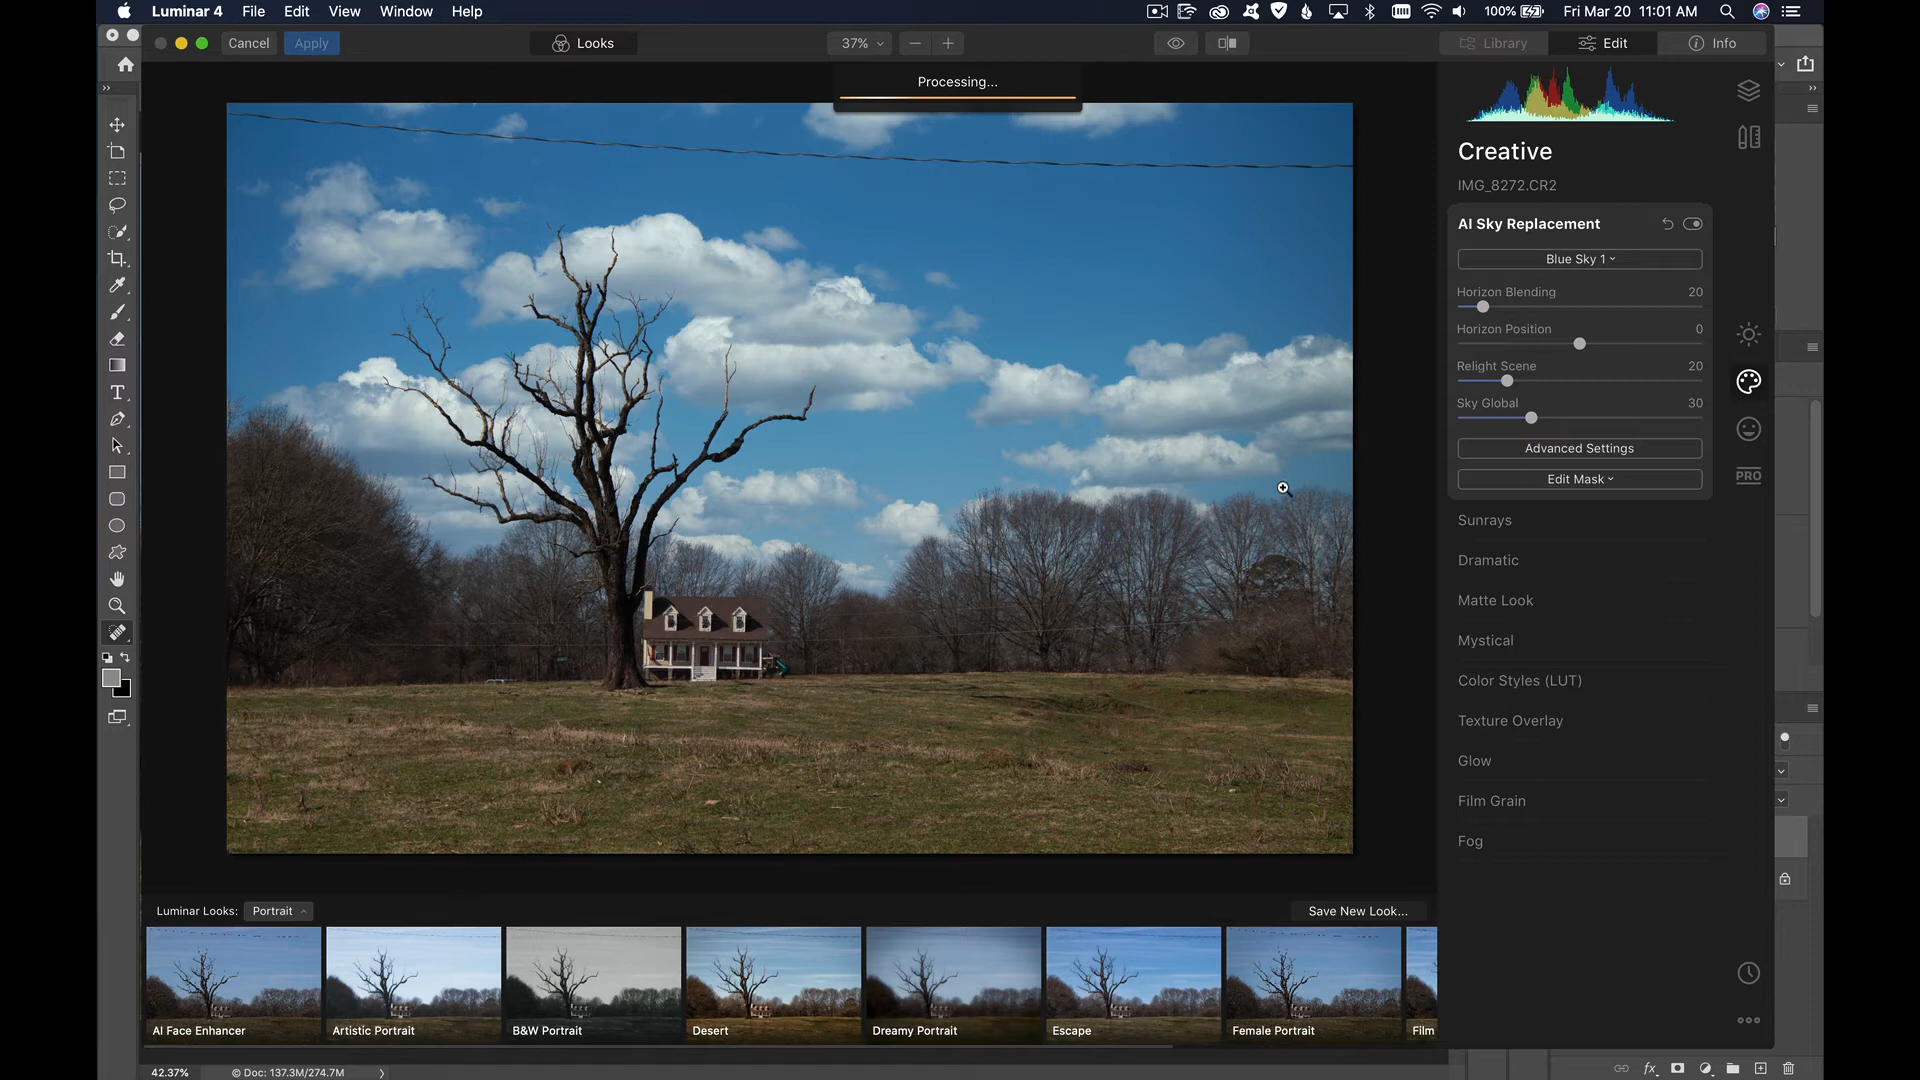 Luminar 4 File Edit View Window Help
100% Fri Mar 20 11:01 AM
Cancel Apply Looks 37% Library Edit Info
Processing...
Creative
IMG_8272.CR2
AI Sky Replacement
Blue Sky 1
Horizon Blending 20
Horizon Position 0
Relight Scene 20
Sky Global 30
Advanced Settings
Edit Mask
PRO
Sunrays
Dramatic
Matte Look
Mystical
Color Styles (LUT)
Texture Overlay
Glow
Film Grain
Fog
Luminar Looks: Portrait
Save New Look...
AI Face Enhancer
Artistic Portrait
B&W Portrait
Desert
Dreamy Portrait
Escape
Female Portrait
Film
42.37% Doc: 137.3M/274.7M
fx